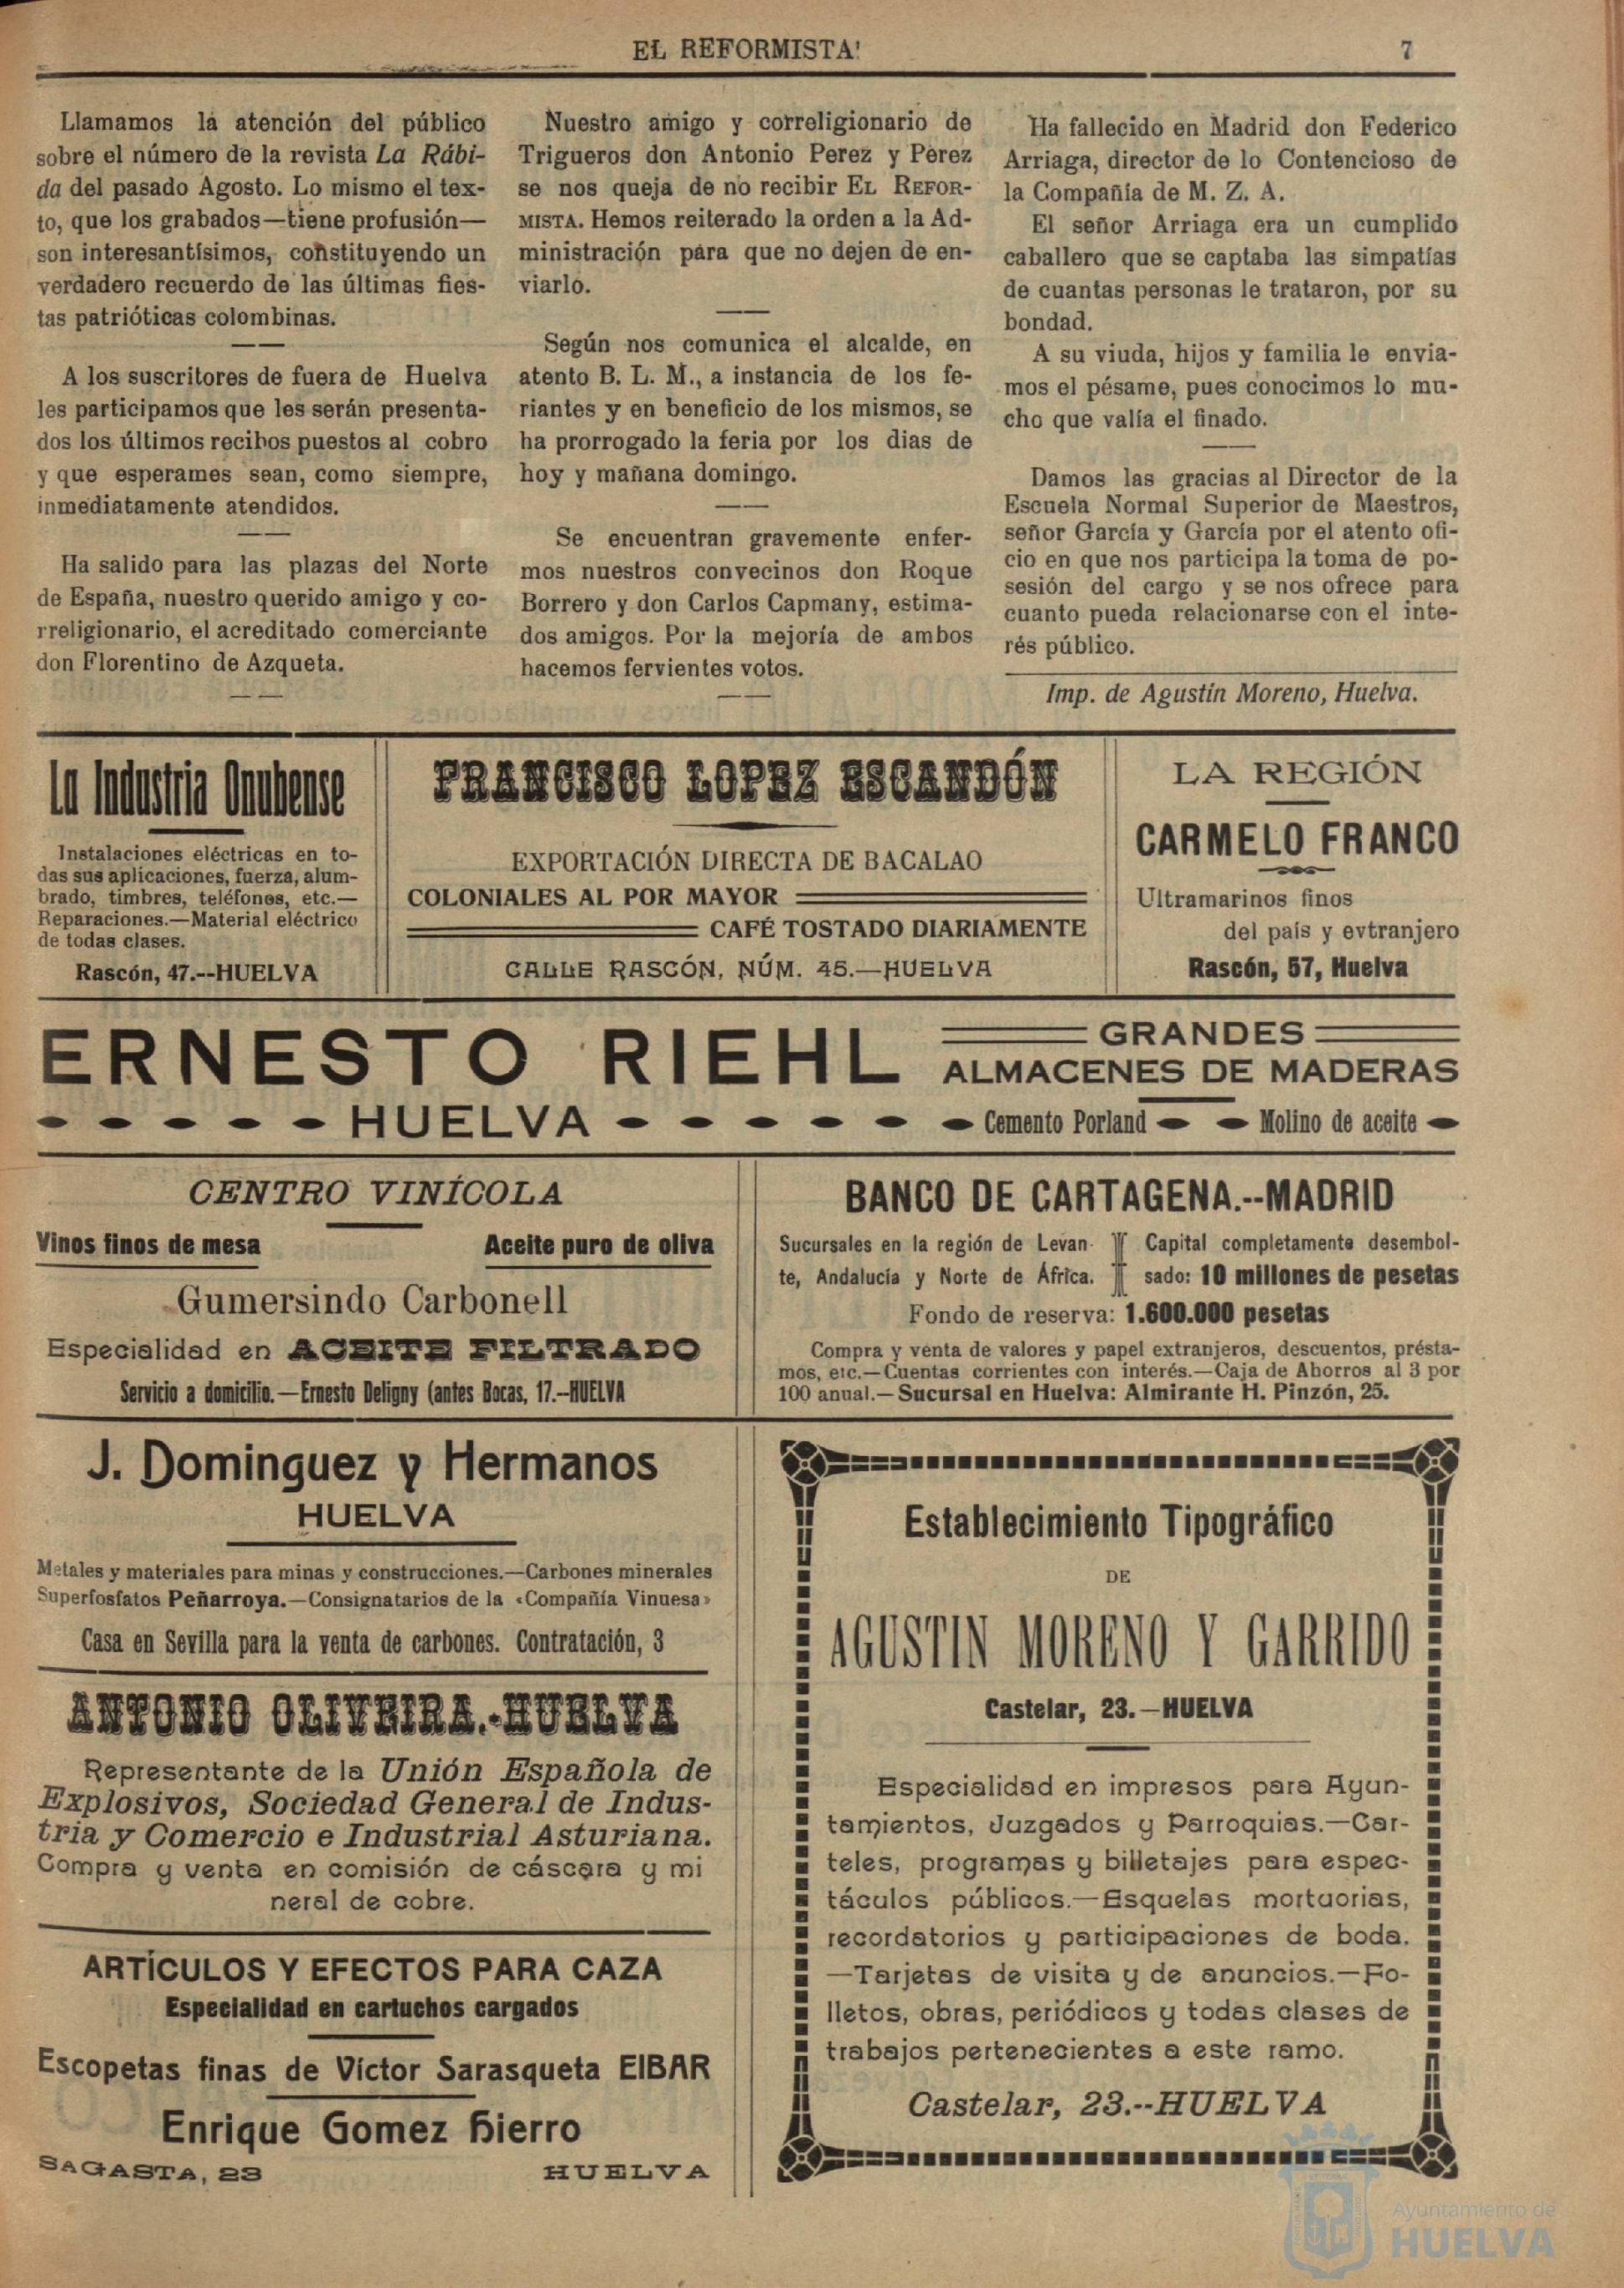 EL REFORMISTA!
7
Llamamos la atención del público
sobre el número de la revista La Rábi-
da del pasado Agosto. Lo mismo el tex-
to, que los grabados—tiene profusión—
son interesantísimos, constituyendo un
verdadero recuerdo de las últimas fies-
tas patrióticas colombinas.
A los suscritores de fuera de Huelva
les participamos que les serán presenta-
dos los últimos recibos puestos al cobro
y que esperames sean, como siempre,
inmediatamente atendidos.
Ha salido para las plazas del Norte
de España, nuestro querido amigo y co-
rreligionario, el acreditado comerciante
don Florentino de Azqueta.
Nuestro amigo y correligionario de
Trigueros don Antonio Perez y Perez
se nos queja de no recibir EL REFOR-
MISTA. Hemos reiterado la orden a la Ad-
ministración para que no dejen de en-
viarlo.
Según nos comunica el alcalde, en
atento B. L. M., a instancia de los fe-
riantes y en beneficio de los mismos, se
ha prorrogado la feria por los dias de
hoy y mañana domingo.
Se encuentran gravemente enfer-
mos nuestros convecinos don Roque
Borrero y don Carlos Capmany, estima-
dos amigos. Por la mejoría de ambos
hacemos fervientes votos.
Ha fallecido en Madrid don Federico
Arriaga, director de lo Contencioso de
la Compañía de M. Z. A.
El señor Arriaga era un cumplido
caballero que se captaba las simpatías
de cuantas personas le trataron, por su
bondad.
A su viuda, hijos y familia le envia-
mos el pésame, pues conocimos lo mu-
cho que valía el finado.
Damos las gracias al Director de la
Escuela Normal Superior de Maestros,
señor García y García por el atento ofi-
cio en que nos participa la toma de po-
sesión del cargo y se nos ofrece para
cuanto pueda relacionarse con el inte-
rés público.
Imp. de Agustín Moreno, Huelva.
La Industria Onubense
Instalaciones eléctricas en to-
das sus aplicaciones, fuerza, alum-
brado, timbres, teléfonos, etc.—
Reparaciones.—Material eléctrico
de todas clases.
Rascón, 47.--HUELVA
FRANCISCO LOPEZ ESCANDÓN
EXPORTACIÓN DIRECTA DE BACALAO
COLONIALES AL POR MAYOR
CAFÉ TOSTADO DIARIAMENTE
CALLE RASCÓN, NÚM. 45.—HUELVA
LA REGIÓN
CARMELO FRANCO
Ultramarinos finos
del país y evtranjero
Rascón, 57, Huelva
ERNESTO RIEHL
HUELVA
GRANDES
ALMACENES DE MADERAS
Cemento Porland
Molino de aceite
CENTRO VINÍCOLA
Vinos finos de mesa
Aceite puro de oliva
Gumersindo Carbonell
Especialidad en ACEITE FILTRADO
Servicio a domicilio.—Ernesto Deligny (antes Bocas, 17.--HUELVA
BANCO DE CARTAGENA.--MADRID
Sucursales en la región de Levan-
te, Andalucía y Norte de África.
Capital completamente desembol-
sado: 10 millones de pesetas
Fondo de reserva: 1.600.000 pesetas
Compra y venta de valores y papel extranjeros, descuentos, présta-
mos, etc.—Cuentas corrientes con interés.—Caja de Ahorros al 3 por
100 anual.—Sucursal en Huelva: Almirante H. Pinzón, 25.
J. Dominguez y Hermanos
HUELVA
Metales y materiales para minas y construcciones.—Carbones minerales
Superfosfatos Peñarroya.—Consignatarios de la «Compañía Vinuesa»
Casa en Sevilla para la venta de carbones. Contratación, 3
ANTONIO OLIVEIRA.-HUELVA
Representante de la Unión Española de
Explosivos, Sociedad General de Indus-
tria y Comercio e Industrial Asturiana.
Compra y venta en comisión de cáscara y mi
neral de cobre.
ARTÍCULOS Y EFECTOS PARA CAZA
Especialidad en cartuchos cargados
Escopetas finas de Víctor Sarasqueta EIBAR
Enrique Gomez Hierro
SAGASTA, 23
HUELVA
Establecimiento Tipográfico
DE
AGUSTIN MORENO Y GARRIDO
Castelar, 23.—HUELVA
Especialidad en impresos para Ayun-
tamientos, Juzgados y Parroquias.—Car-
teles, programas y billetajes para espec-
táculos públicos.—Esquelas mortuorias,
recordatorios y participaciones de boda.
—Tarjetas de visita y de anuncios.—Fo-
lletos, obras, periódicos y todas clases de
trabajos pertenecientes a este ramo.
Castelar, 23.--HUELVA
Ayuntamiento de
HUELVA